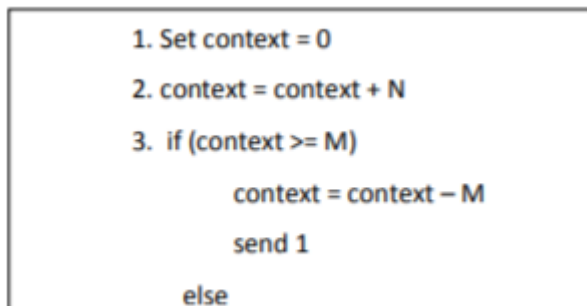 1. Set context = 0
2. context = context + N
3. if (context >= M)
context = context – M
send 1
else